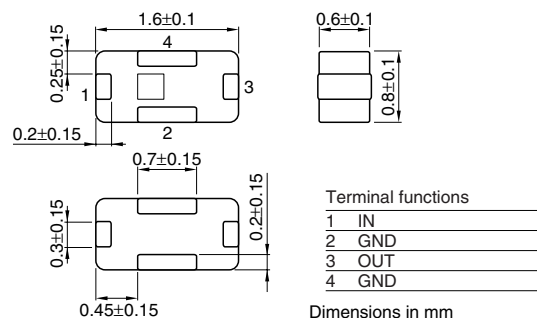 1.6±0.1
0.6±0.1
4
0.25±0.15
1
3
0.8±0.1
0.2±0.15
2
0.7±0.15
0.3±0.15
0.2±0.15
0.45±0.15
Terminal functions
1 IN
2 GND
3 OUT
4 GND
Dimensions in mm